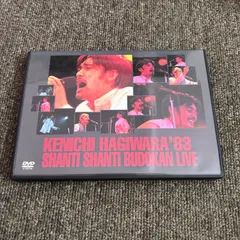 KENICHI HAGIWARA'83
SHANTI SHANTI BUDOKAN LIVE
DVD